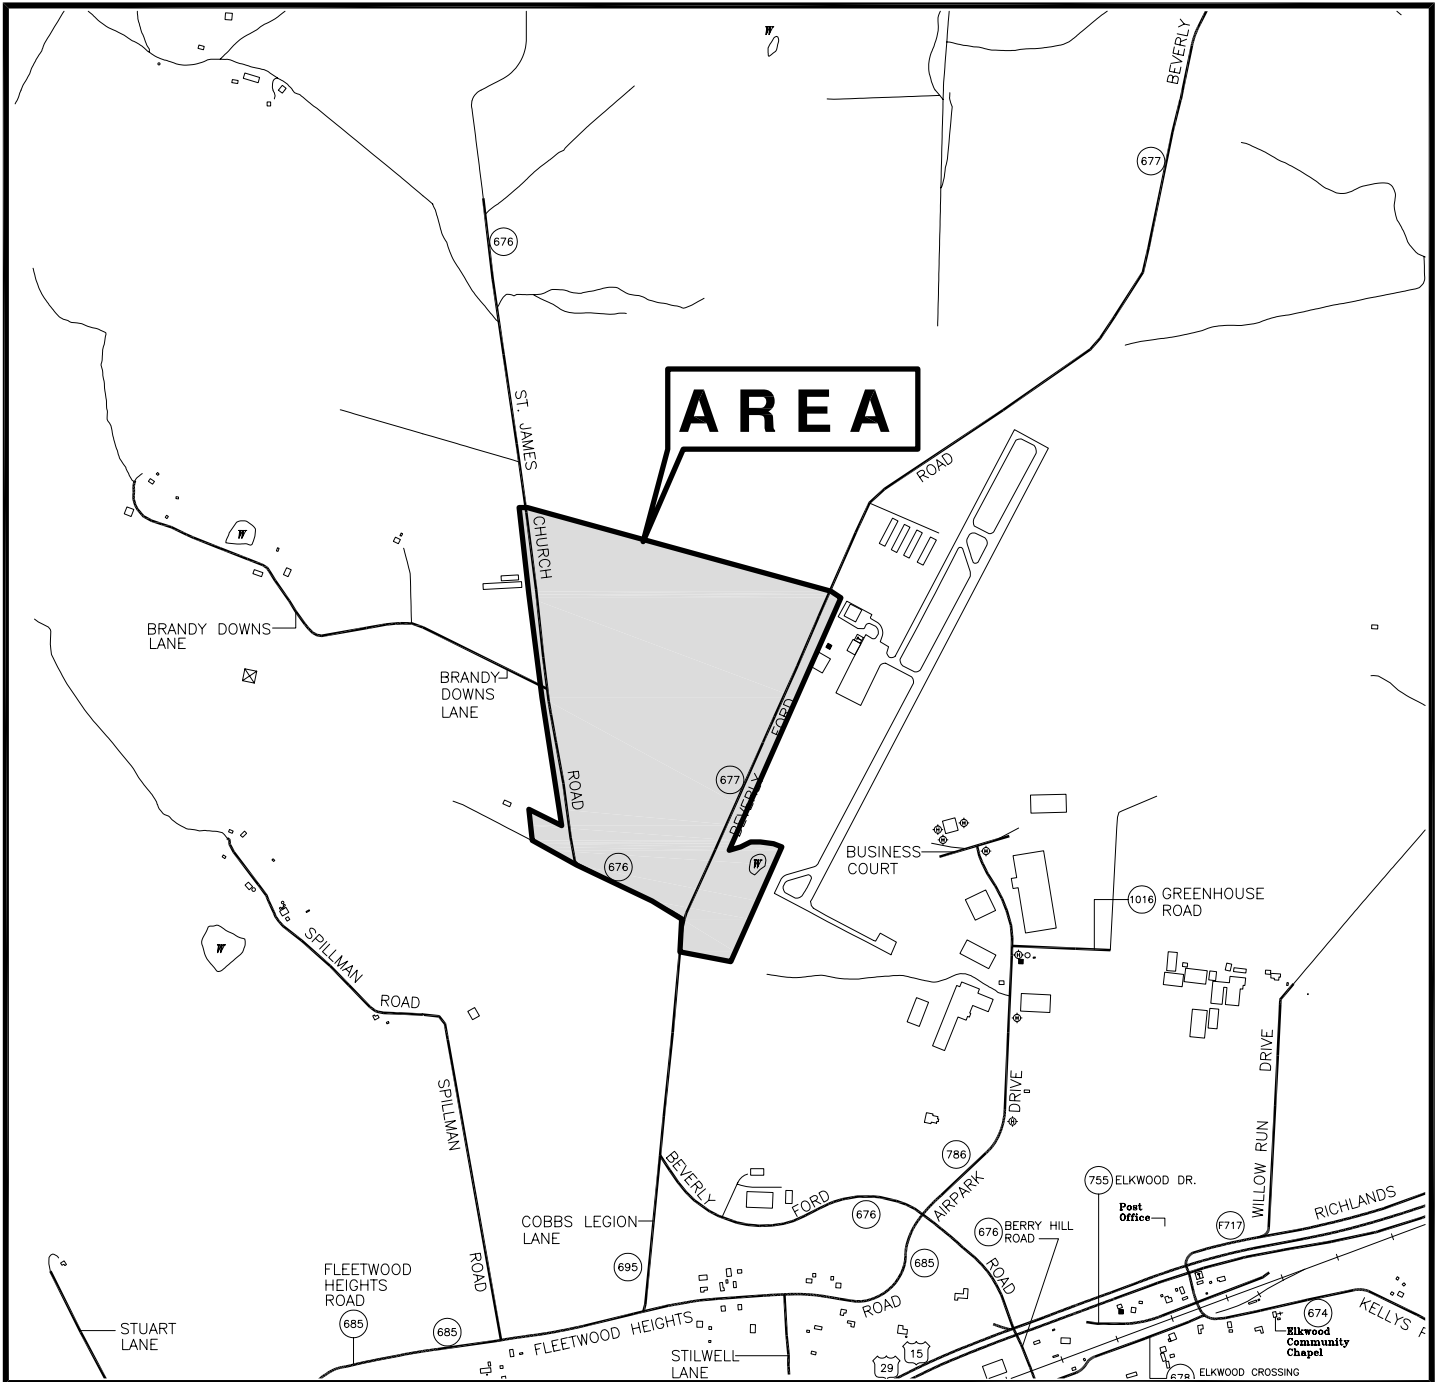 W
BEVERLY
677
676
ST. JAMES
AREA
ROAD
CHURCH
W
BRANDY DOWNS
LANE
BRANDY
DOWNS
LANE
FORD
ROAD
677
BEVERLY
BUSINESS
COURT
W
676
1016
GREENHOUSE
ROAD
SPILLMAN
W
ROAD
DRIVE
SPILLMAN
DRIVE
WILLOW RUN
786
BEVERLY
755
ELKWOOD DR.
AIRPARK
FORD
RICHLANDS
Post
Office
676
F717
COBBS LEGION
LANE
676
BERRY HILL
ROAD
ROAD
695
685
ROAD
FLEETWOOD
HEIGHTS
ROAD
685
685
FLEETWOOD HEIGHTS
ROAD
674
KELLYS F
STUART
LANE
STILWELL
LANE
15
29
Elkwood
Community
Chapel
678
ELKWOOD CROSSING